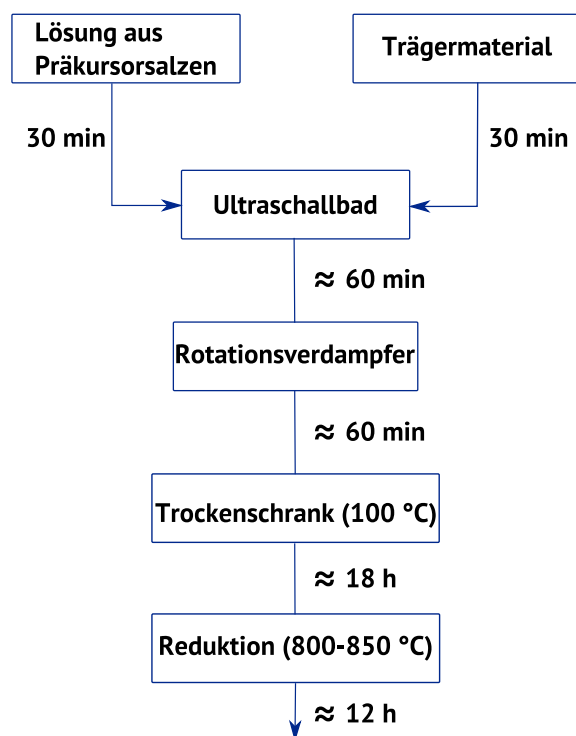 Lösung aus
Präkursorsalzen
Trägermaterial
30 min
30 min
Ultraschallbad
≈ 60 min
Rotationsverdampfer
≈ 60 min
Trockenschrank (100 °C)
≈ 18 h
Reduktion (800-850 °C)
≈ 12 h